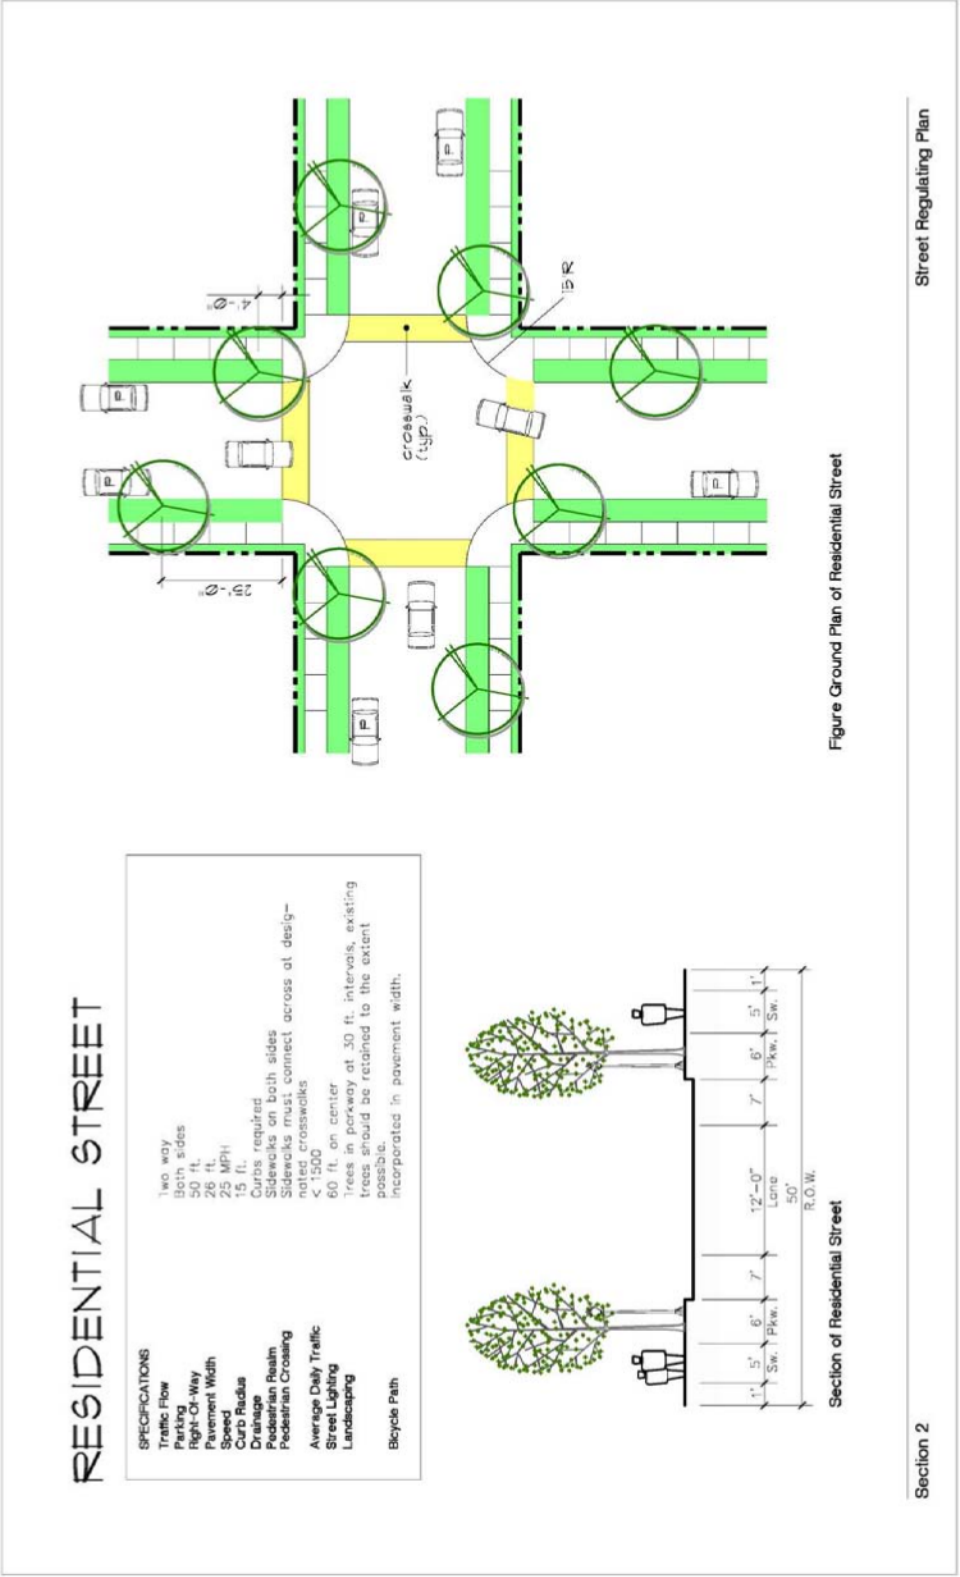 RESIDENTIAL STREET
SPECIFICATIONS
Traffic Flow Two way
Parking Both sides
Right-Of-Way 50 ft.
Pavement Width 26 ft.
Speed 25 MPH
Curb Radius 15 ft.
Drainage Curbs required
Pedestrian Realm Sidewalks on both sides
Pedestrian Crossing Sidewalks must connect across at desig-
nated crosswalks
Average Daily Traffic < 1500
Street Lighting 60 ft. on center
Landscaping Trees in parkway at 30 ft. intervals, existing
trees should be retained to the extent
possible.
Bicycle Path Incorporated in pavement width.
1' 5' 6' 7' 12'-0" 7' 6' 5' 1'
Sw. Pkw. Lane Pkw. Sw.
50'
R.O.W.
Section of Residential Street
P
P
25'-0"
4'-0"
P
P
P
P
crosswalk
(typ.)
15'R
Figure Ground Plan of Residential Street
Section 2 Street Regulating Plan